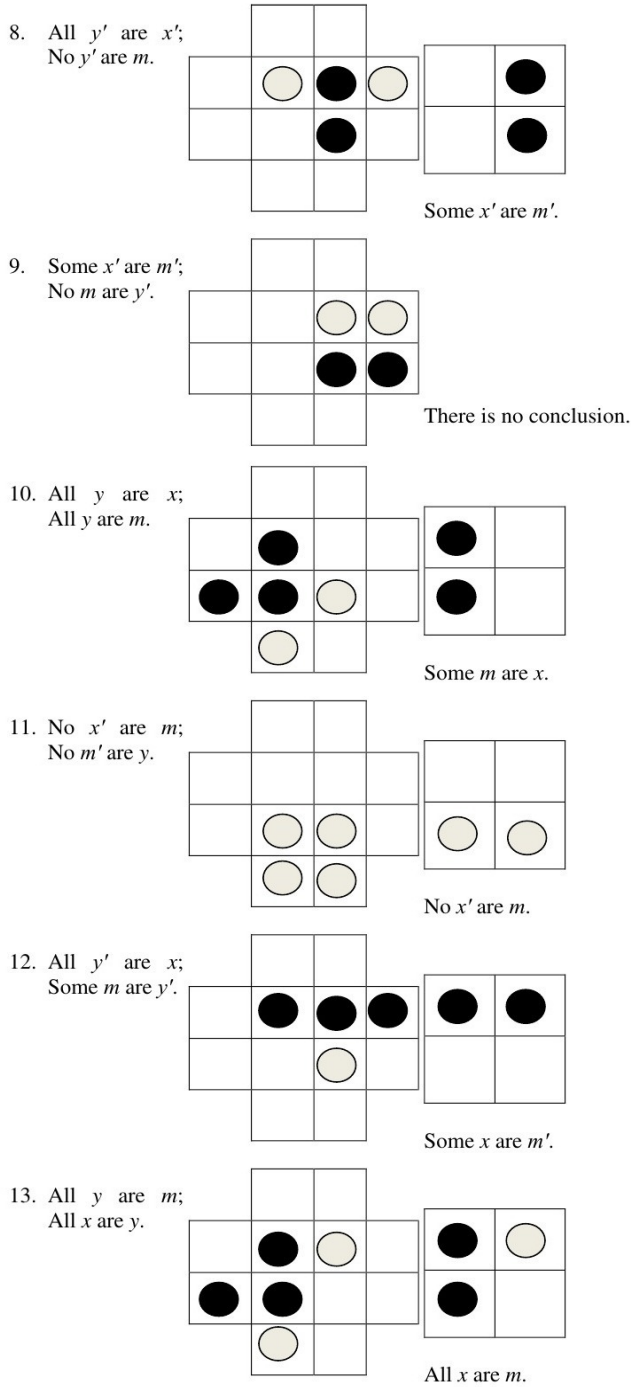 8. All y′ are x′;
No y′ are m.
Some x′ are m′.
9. Some x′ are m′;
No m are y′.
There is no conclusion.
10. All y are x;
All y are m.
Some m are x.
11. No x′ are m;
No m′ are y.
No x′ are m.
12. All y′ are x;
Some m are y′.
Some x are m′.
13. All y are m;
All x are y.
All x are m.